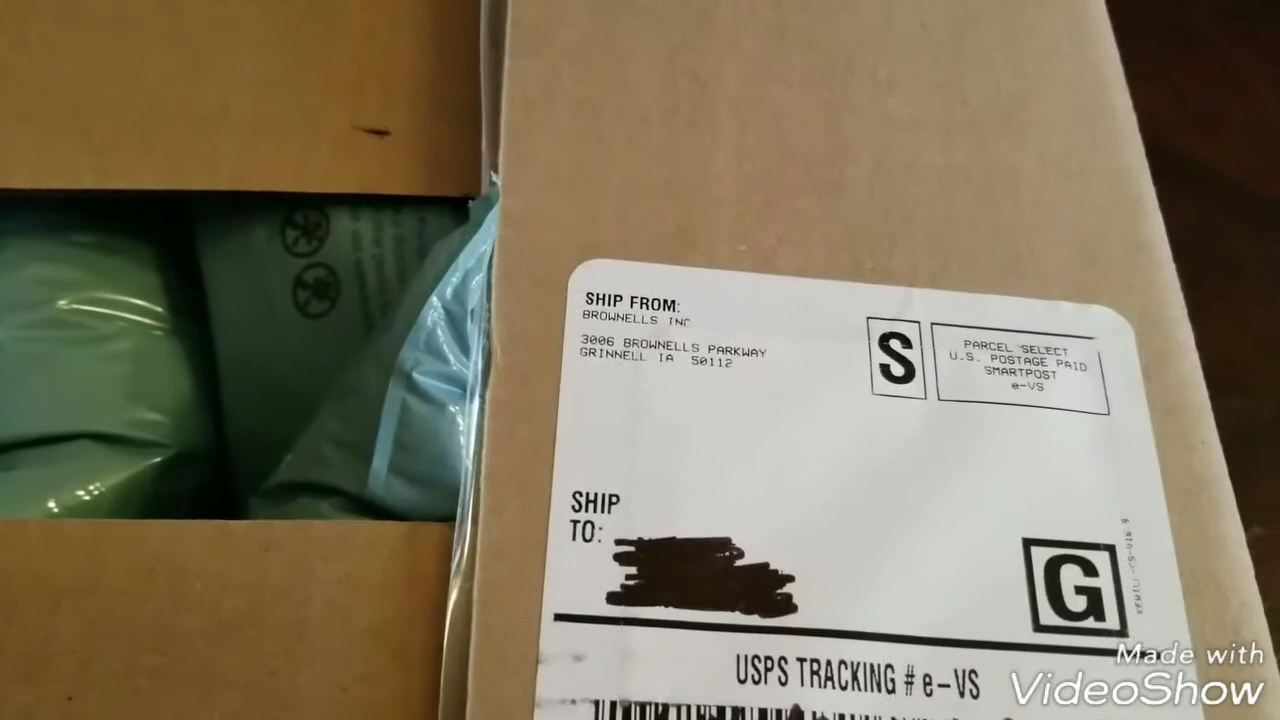 SHIP FROM:
BROWNELLS INC
3006 BROWNELLS PARKWAY
GRINNELL IA 50112
S
PARCEL SELECT
U.S. POSTAGE PAID
SMARTPOST
e-VS
SHIP
TO:
G
USPS TRACKING # e-VS
Made with
VideoShow